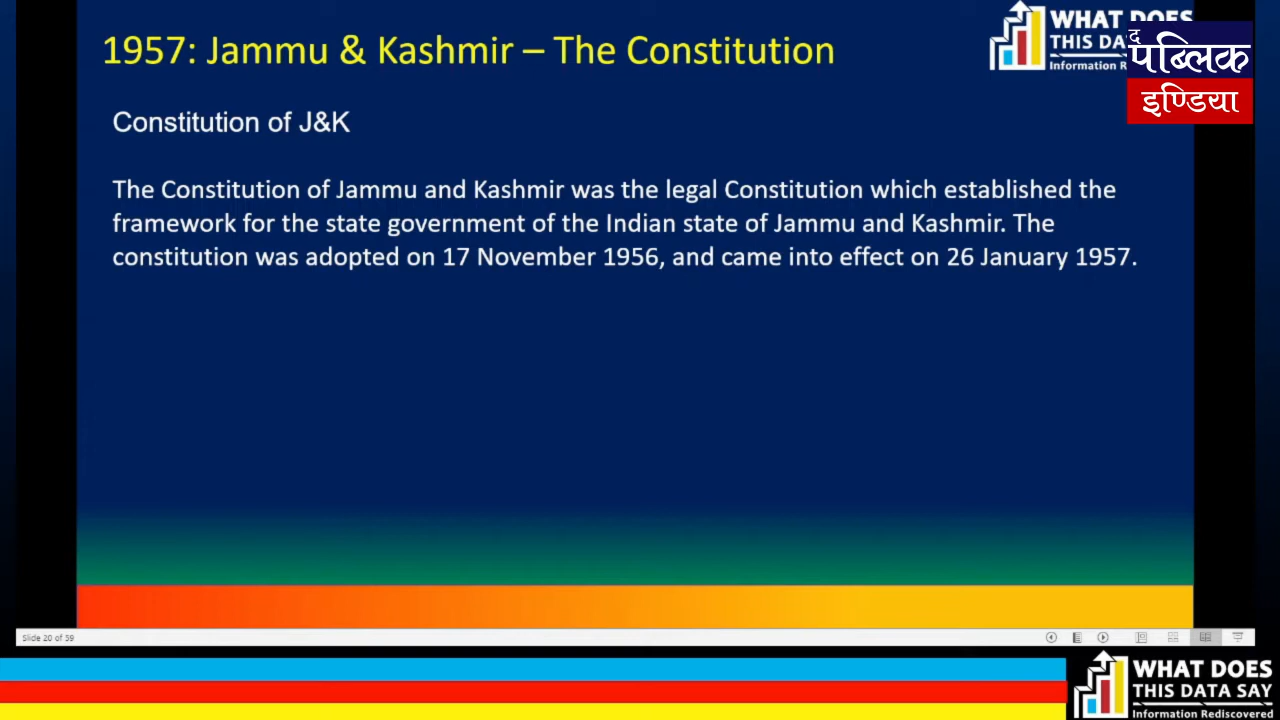 1957: Jammu & Kashmir – The Constitution
WHAT DOES
THIS DA
Information R
द
पब्लिक
इण्डिया
Constitution of J&K
The Constitution of Jammu and Kashmir was the legal Constitution which established the
framework for the state government of the Indian state of Jammu and Kashmir. The
constitution was adopted on 17 November 1956, and came into effect on 26 January 1957.
Slide 20 of 59
WHAT DOES
THIS DATA SAY
Information Rediscovered